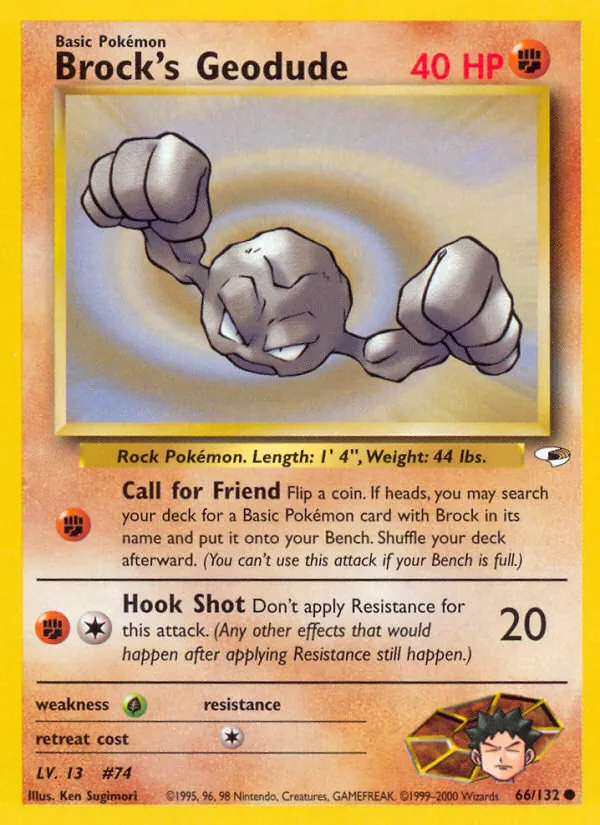 Basic Pokémon
Brock's Geodude 40 HP
Rock Pokémon. Length: 1' 4", Weight: 44 lbs.
Call for Friend Flip a coin. If heads, you may search
your deck for a Basic Pokémon card with Brock in its
name and put it onto your Bench. Shuffle your deck
afterward. (You can't use this attack if your Bench is full.)
Hook Shot Don't apply Resistance for
this attack. (Any other effects that would
happen after applying Resistance still happen.)
20
weakness resistance
retreat cost
LV. 13 #74
Illus. Ken Sugimori ©1995, 96, 98 Nintendo, Creatures, GAMEFREAK. ©1999-2000 Wizards. 66/132